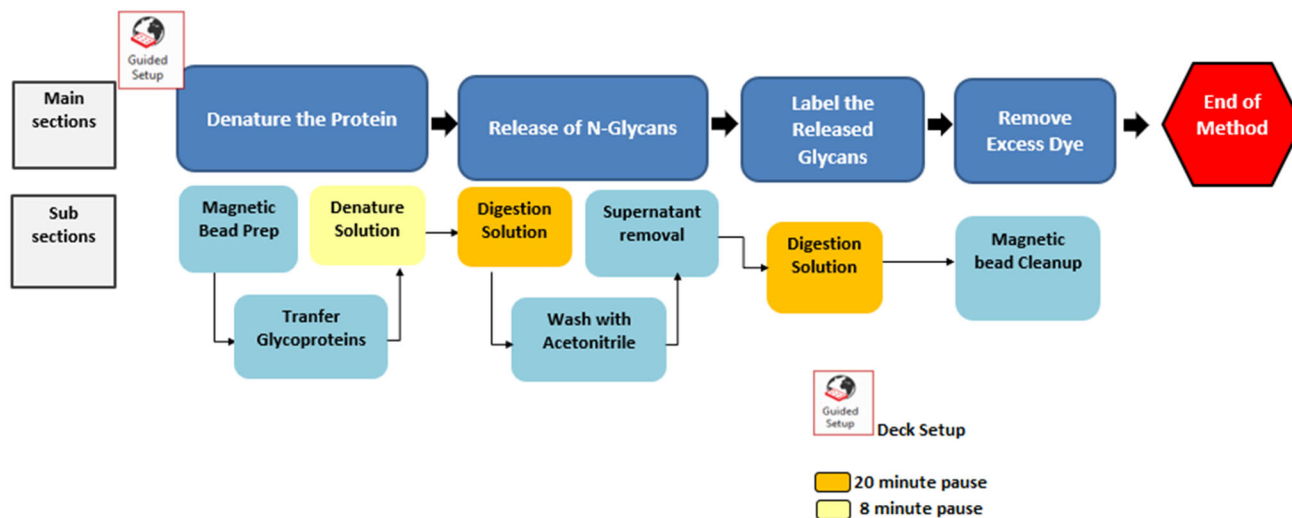 Guided
Setup
Main
sections
Denature the Protein
Release of N-Glycans
Label the
Released
Glycans
Remove
Excess Dye
End of
Method
Sub
sections
Magnetic
Bead Prep
Denature
Solution
Digestion
Solution
Supernatant
removal
Digestion
Solution
Magnetic
bead Cleanup
Tranfer
Glycoproteins
Wash with
Acetonitrile
Guided
Setup
Deck Setup
20 minute pause
8 minute pause